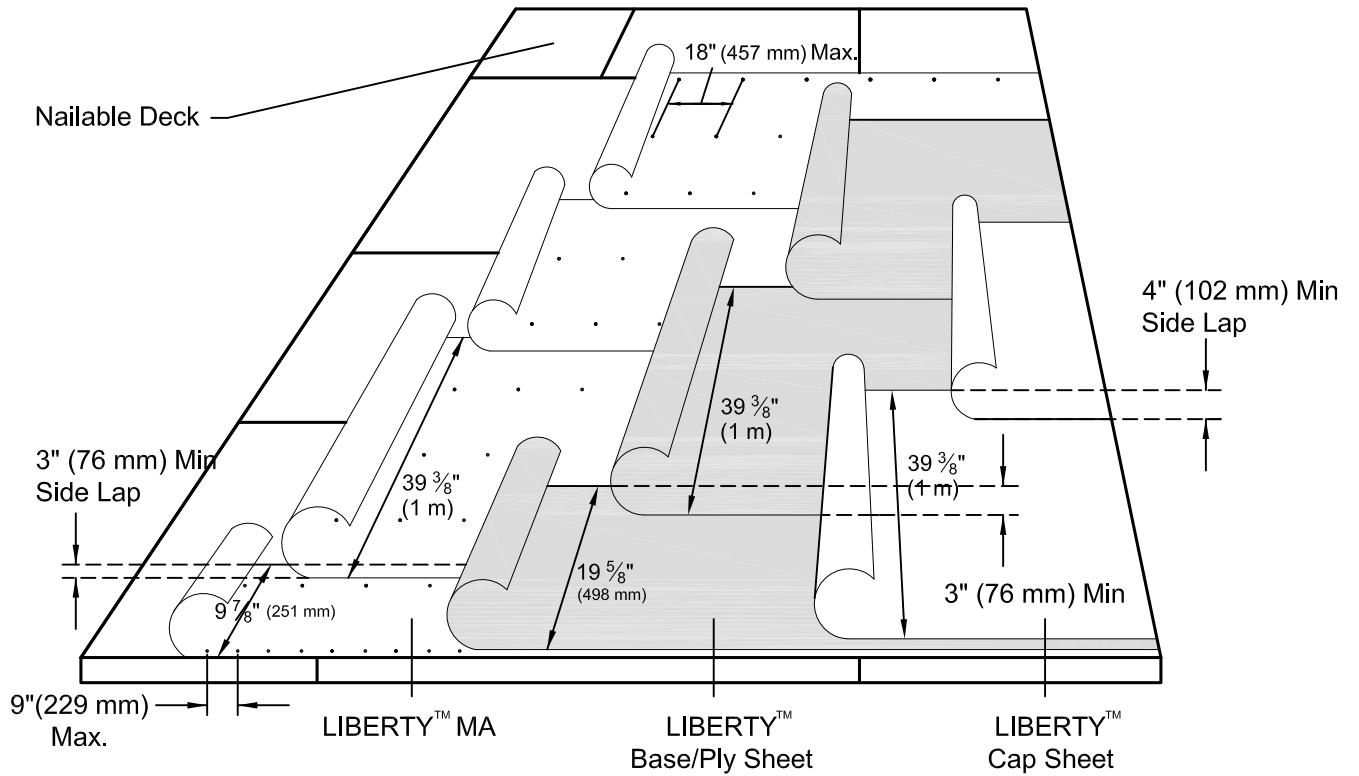 18" (457 mm) Max.
Nailable Deck
4" (102 mm) Min
Side Lap
39 ⅜"
(1 m)
3" (76 mm) Min
Side Lap
39 ⅜"
(1 m)
39 ⅜"
(1 m)
19 ⅝"
(498 mm)
3" (76 mm) Min
9 ⅞" (251 mm)
9"(229 mm)
Max.
LIBERTY™ MA
LIBERTY™
Base/Ply Sheet
LIBERTY™
Cap Sheet